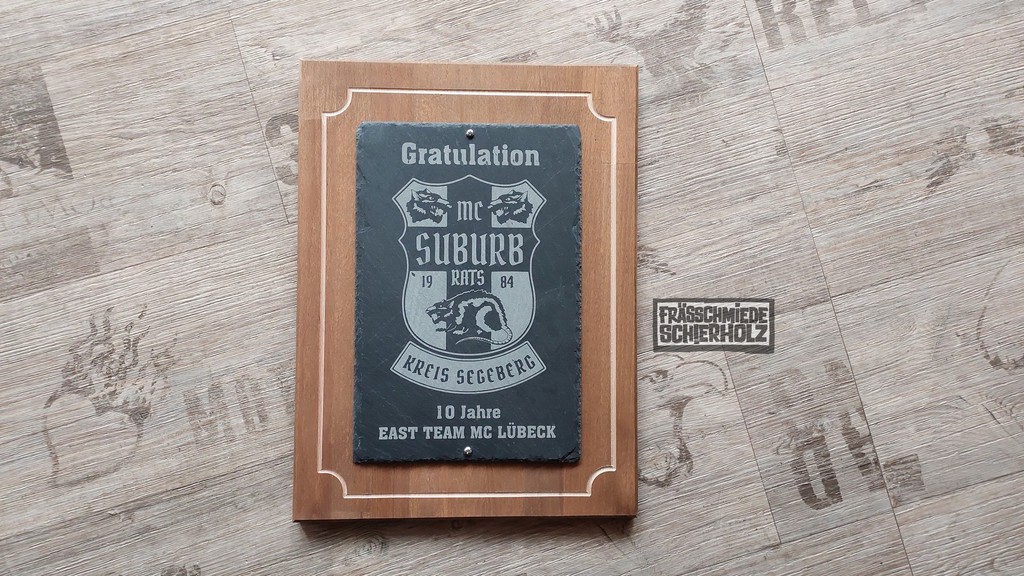 Gratulation
MC
SUBURB
RATS
19 84
KREIS SEGEBERG
10 Jahre
EAST TEAM MC LÜBECK
FRÄSSCHMIEDE
SCHIERHOLZ